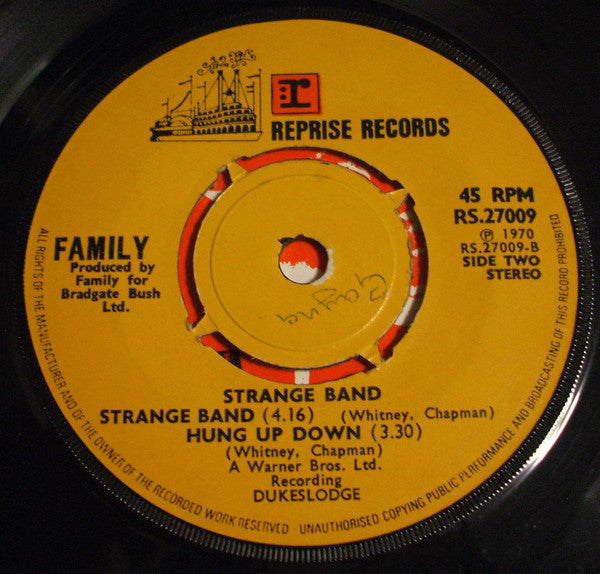 r
REPRISE RECORDS
45 RPM
RS.27009
Ⓟ 1970
RS.27009-B
SIDE TWO
STEREO
FAMILY
Produced by
Family for
Bradgate Bush
Ltd.
STRANGE BAND
STRANGE BAND (4.16) (Whitney, Chapman)
HUNG UP DOWN (3.30)
(Whitney, Chapman)
A Warner Bros. Ltd.
Recording
DUKESLODGE
ALL RIGHTS OF THE MANUFACTURER AND OF THE OWNER OF THE RECORDED WORK RESERVED · UNAUTHORISED COPYING PUBLIC PERFORMANCE AND BROADCASTING OF THIS RECORD PROHIBITED